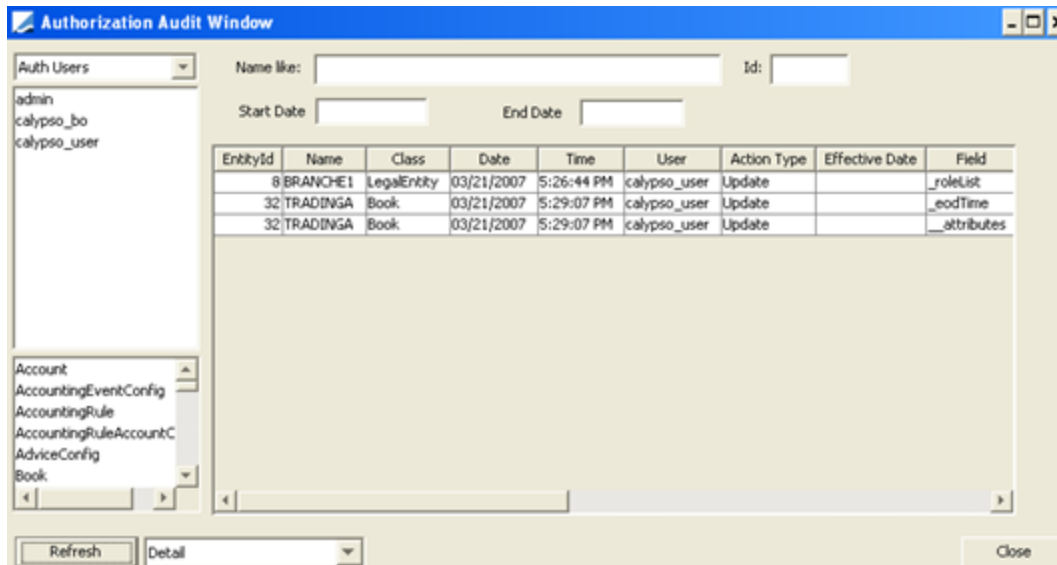 Authorization Audit Window
Auth Users
Name like:
Id:
admin
calypso_bo
calypso_user
Start Date
End Date
EntityId Name Class Date Time User Action Type Effective Date Field
8 BRANCHE1 LegalEntity 03/21/2007 5:26:44 PM calypso_user Update _roleList
32 TRADINGA Book 03/21/2007 5:29:07 PM calypso_user Update _eodTime
32 TRADINGA Book 03/21/2007 5:29:07 PM calypso_user Update __attributes
Account
AccountingEventConfig
AccountingRule
AccountingRuleAccountC
AdviceConfig
Book
Refresh
Detail
Close